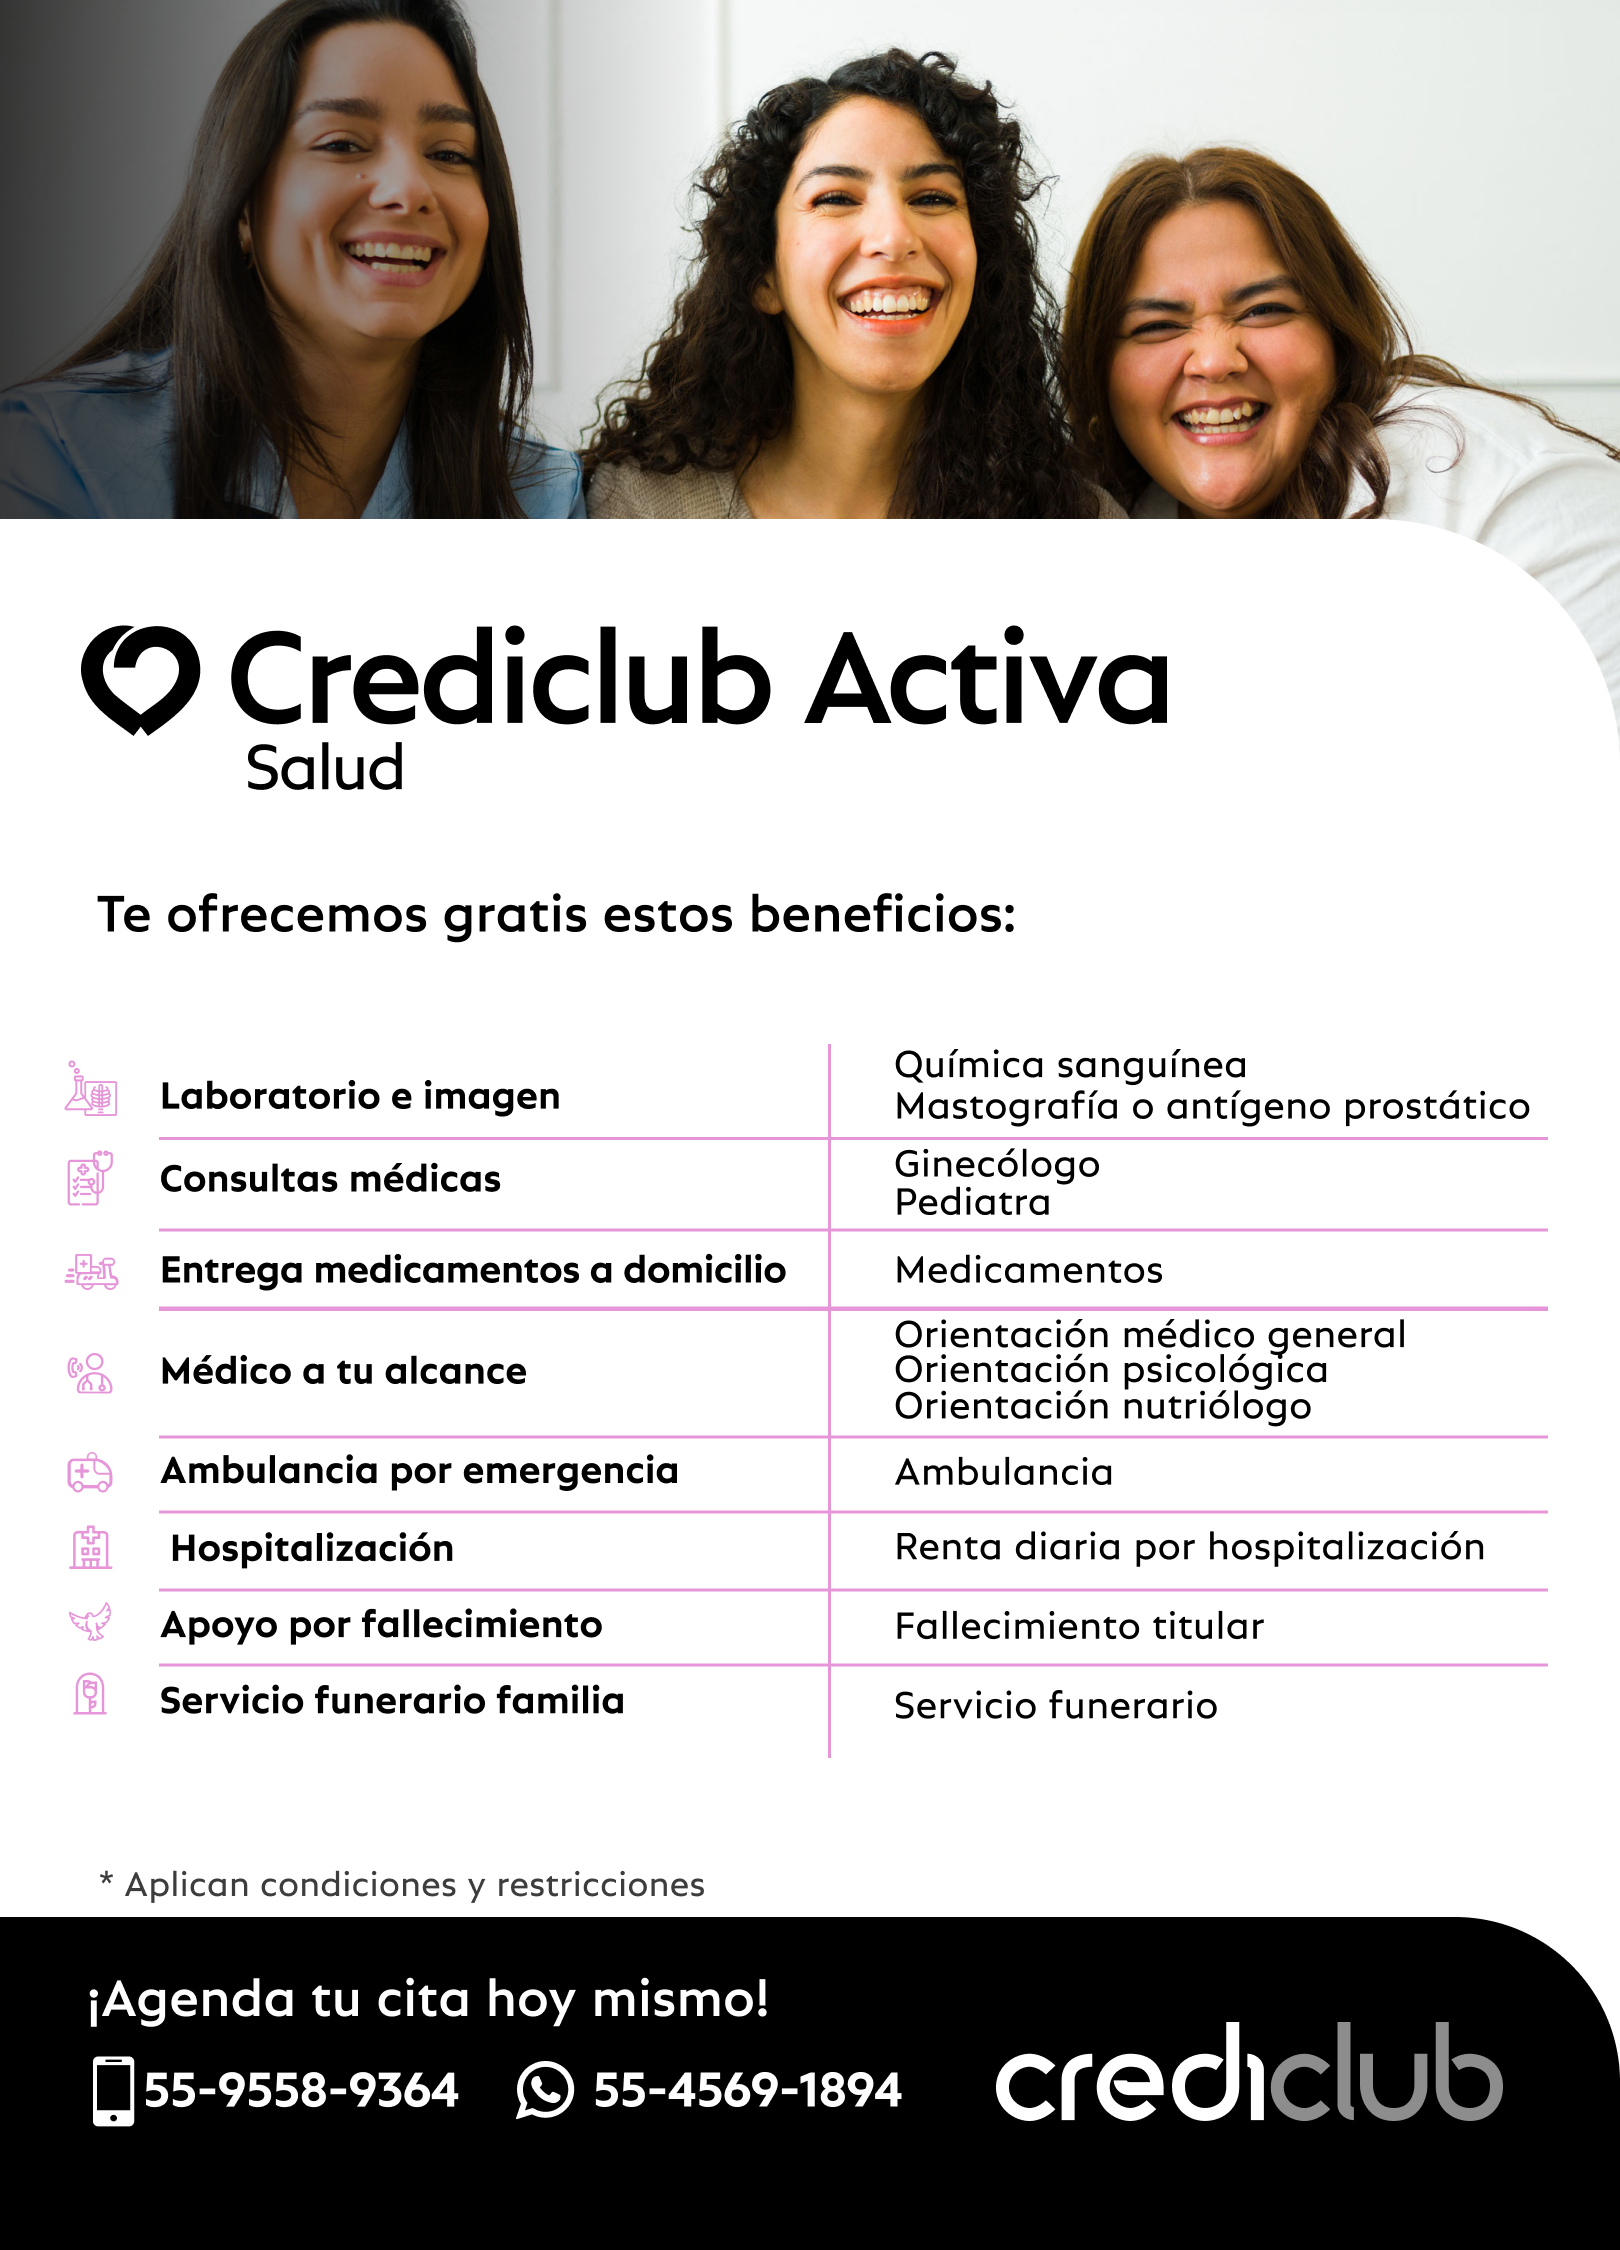 Crediclub Activa
Salud
Te ofrecemos gratis estos beneficios:
Laboratorio e imagen
Química sanguínea
Mastografía o antígeno prostático
Consultas médicas
Ginecólogo
Pediatra
Entrega medicamentos a domicilio
Medicamentos
Médico a tu alcance
Orientación médico general
Orientación psicológica
Orientación nutriólogo
Ambulancia por emergencia
Ambulancia
Hospitalización
Renta diaria por hospitalización
Apoyo por fallecimiento
Fallecimiento titular
Servicio funerario familia
Servicio funerario
* Aplican condiciones y restricciones
¡Agenda tu cita hoy mismo!
55-9558-9364
55-4569-1894
crediclub